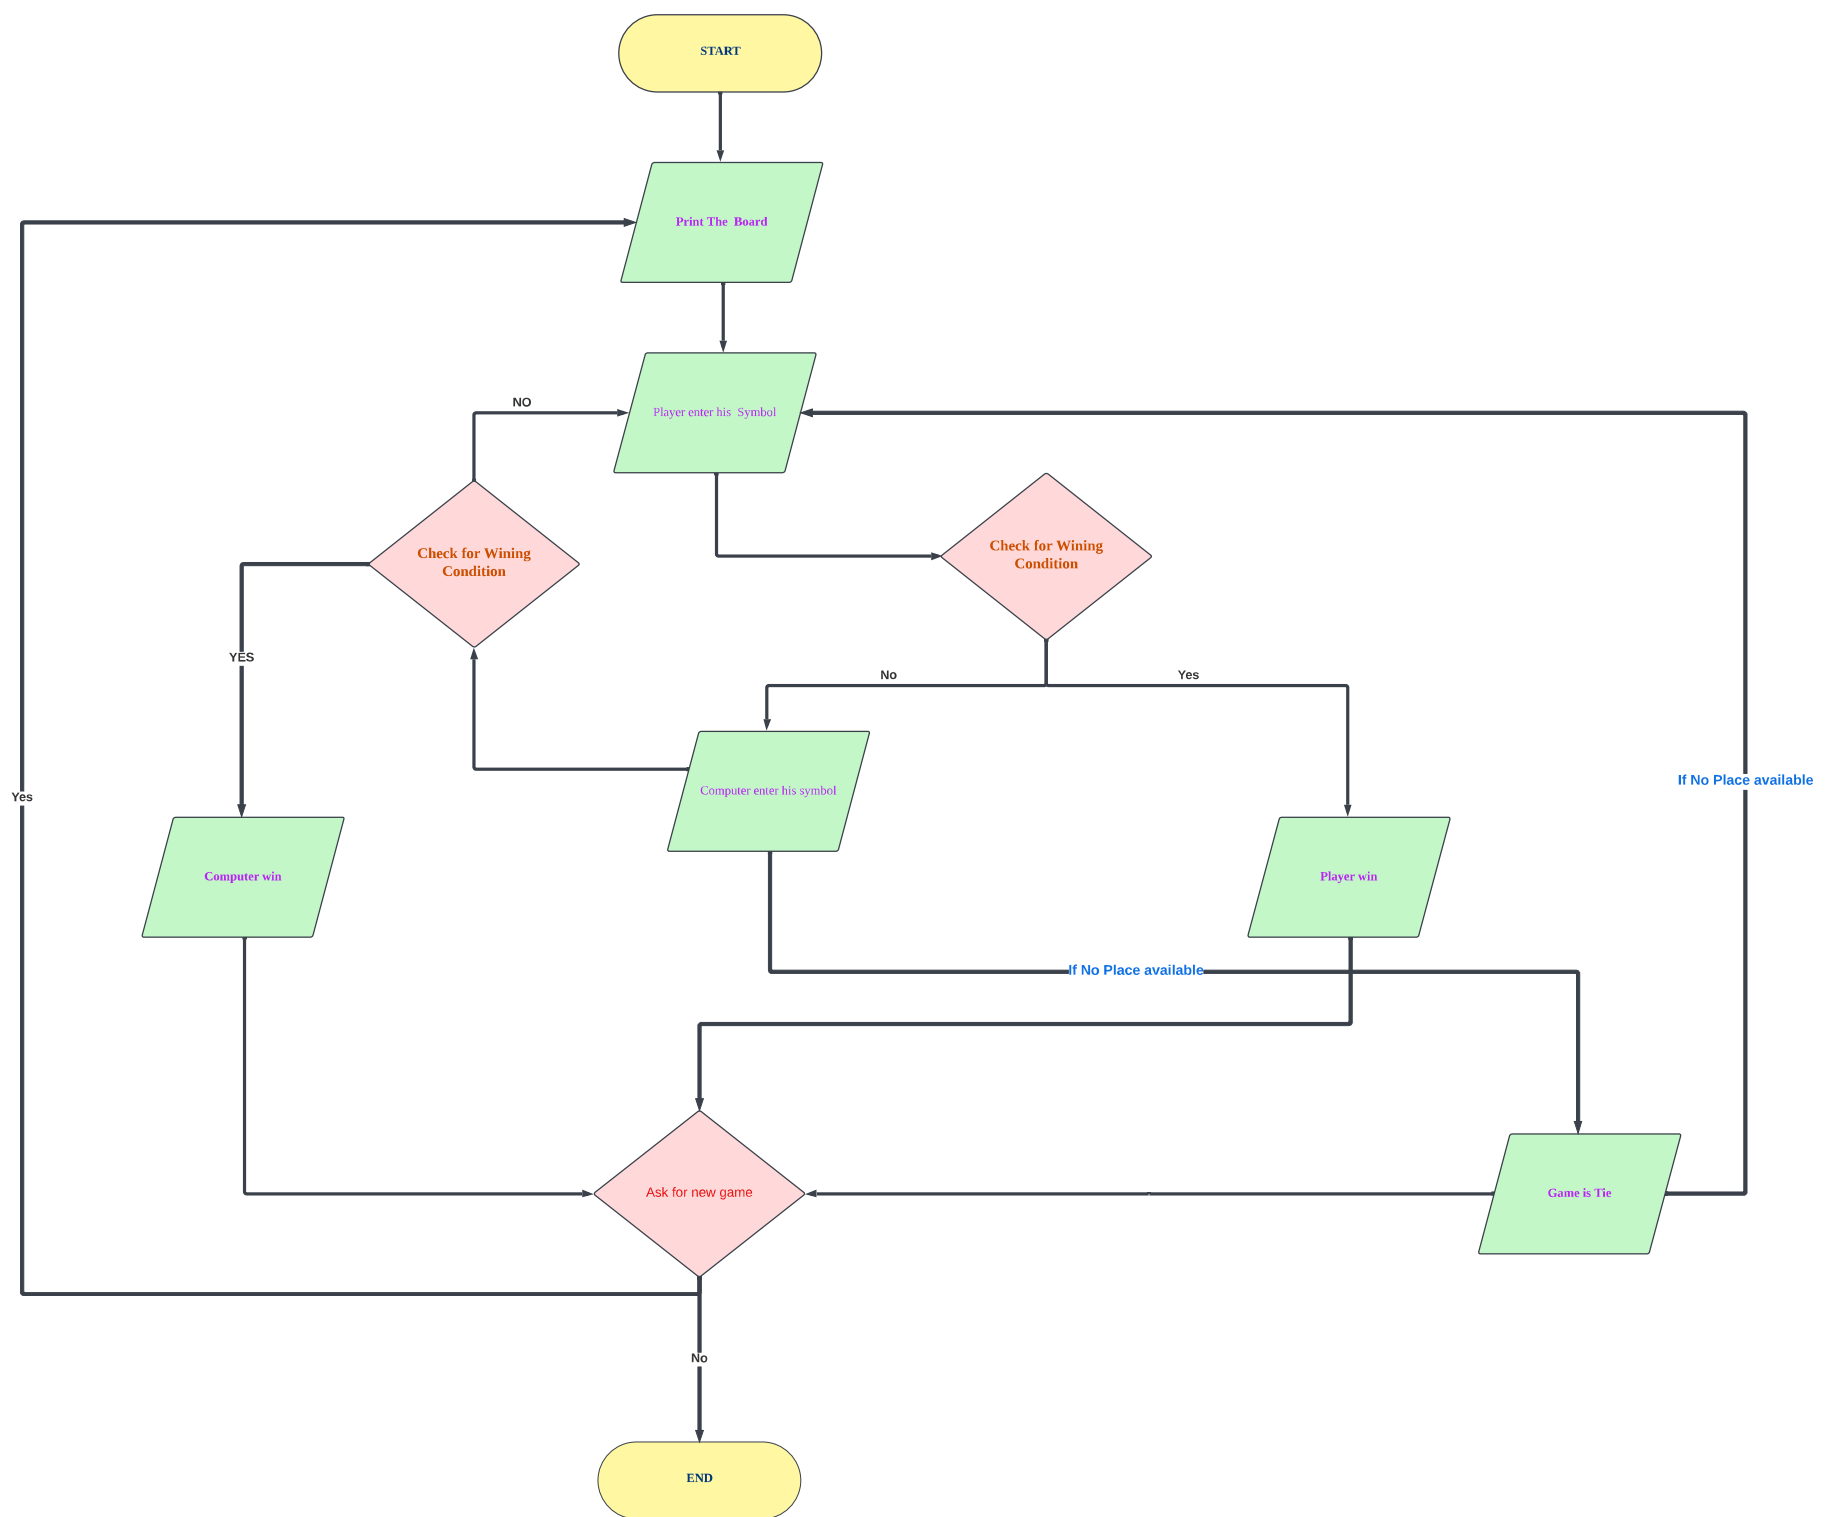 START
Print The  Board
NO
Player enter his  Symbol
Check for Wining
Condition
Check for Wining
Condition
YES
No
Yes
If No Place available
Computer enter his symbol
Yes
Computer win
Player win
If No Place available
Ask for new game
Game is Tie
No
END